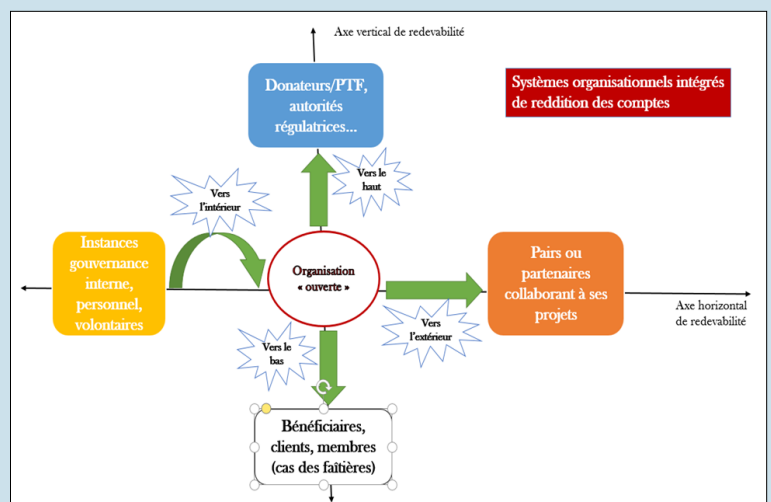 Axe vertical de redevabilité
Donateurs/PTF,
autorités
régulatrices...
Systèmes organisationnels intégrés
de reddition des comptes
Vers
l'intérieur
Vers le
haut
Instances
gouvernance
interne,
personnel,
volontaires
Organisation
« ouverte »
Pairs ou
partenaires
collaborant à ses
projets
Axe horizontal
de redevabilité
Vers
l'extérieur
Vers le
bas
Bénéficiaires,
clients, membres
(cas des faîtières)